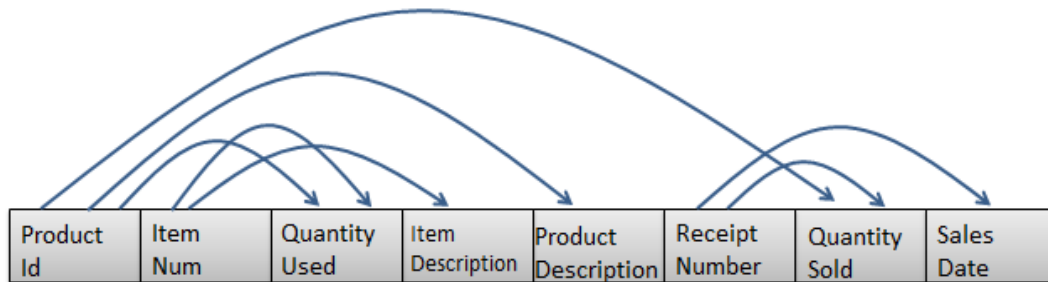 Product
Id
Item
Num
Quantity
Used
Item
Description
Product
Description
Receipt
Number
Quantity
Sold
Sales
Date